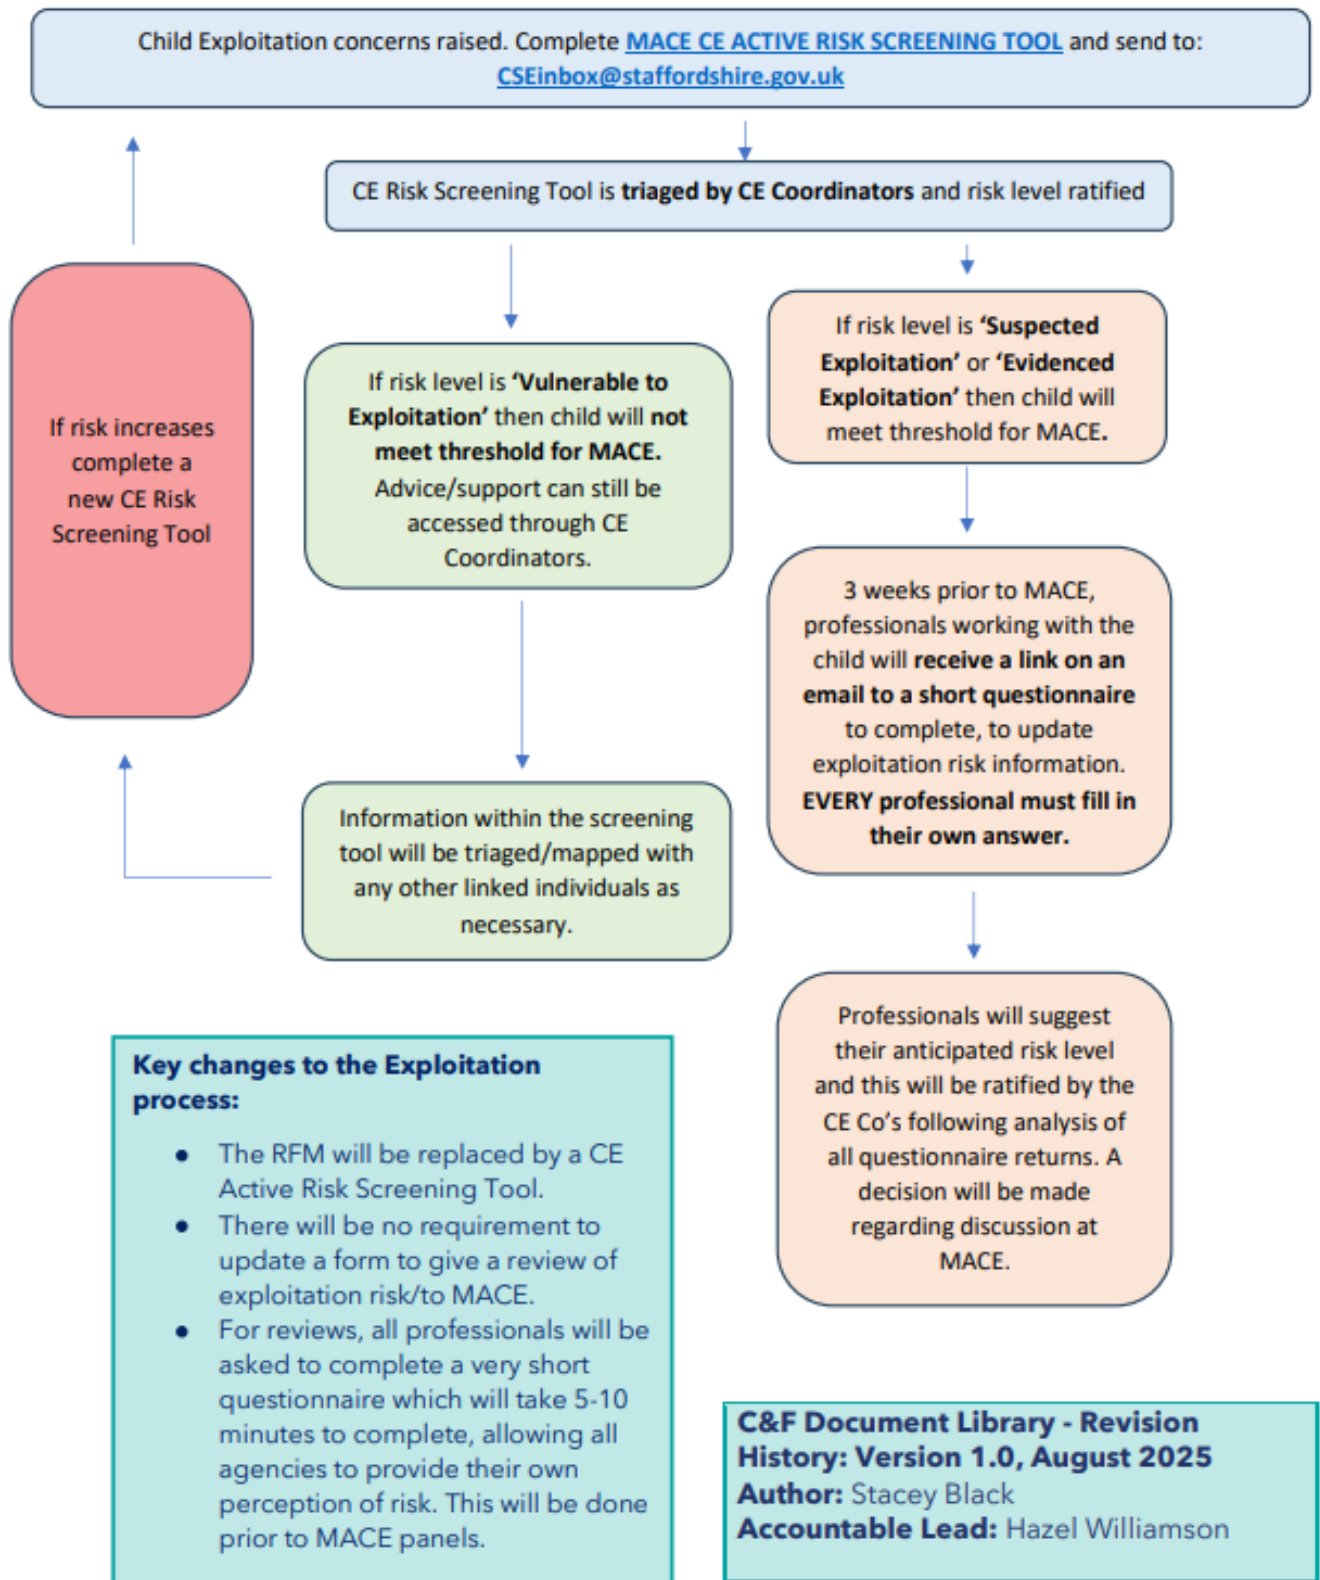 Child Exploitation concerns raised. Complete MACE CE ACTIVE RISK SCREENING TOOL and send to:
CSEinbox@staffordshire.gov.uk
CE Risk Screening Tool is triaged by CE Coordinators and risk level ratified
If risk increases
complete a
new CE Risk
Screening Tool
If risk level is ‘Vulnerable to
Exploitation’ then child will not
meet threshold for MACE.
Advice/support can still be
accessed through CE
Coordinators.
Information within the screening
tool will be triaged/mapped with
any other linked individuals as
necessary.
If risk level is ‘Suspected
Exploitation’ or ‘Evidenced
Exploitation’ then child will
meet threshold for MACE.
3 weeks prior to MACE,
professionals working with the
child will receive a link on an
email to a short questionnaire
to complete, to update
exploitation risk information.
EVERY professional must fill in
their own answer.
Professionals will suggest
their anticipated risk level
and this will be ratified by the
CE Co’s following analysis of
all questionnaire returns. A
decision will be made
regarding discussion at
MACE.
Key changes to the Exploitation
process:
● The RFM will be replaced by a CE
Active Risk Screening Tool.
● There will be no requirement to
update a form to give a review of
exploitation risk/to MACE.
● For reviews, all professionals will be
asked to complete a very short
questionnaire which will take 5-10
minutes to complete, allowing all
agencies to provide their own
perception of risk. This will be done
prior to MACE panels.
C&F Document Library - Revision
History: Version 1.0, August 2025
Author: Stacey Black
Accountable Lead: Hazel Williamson